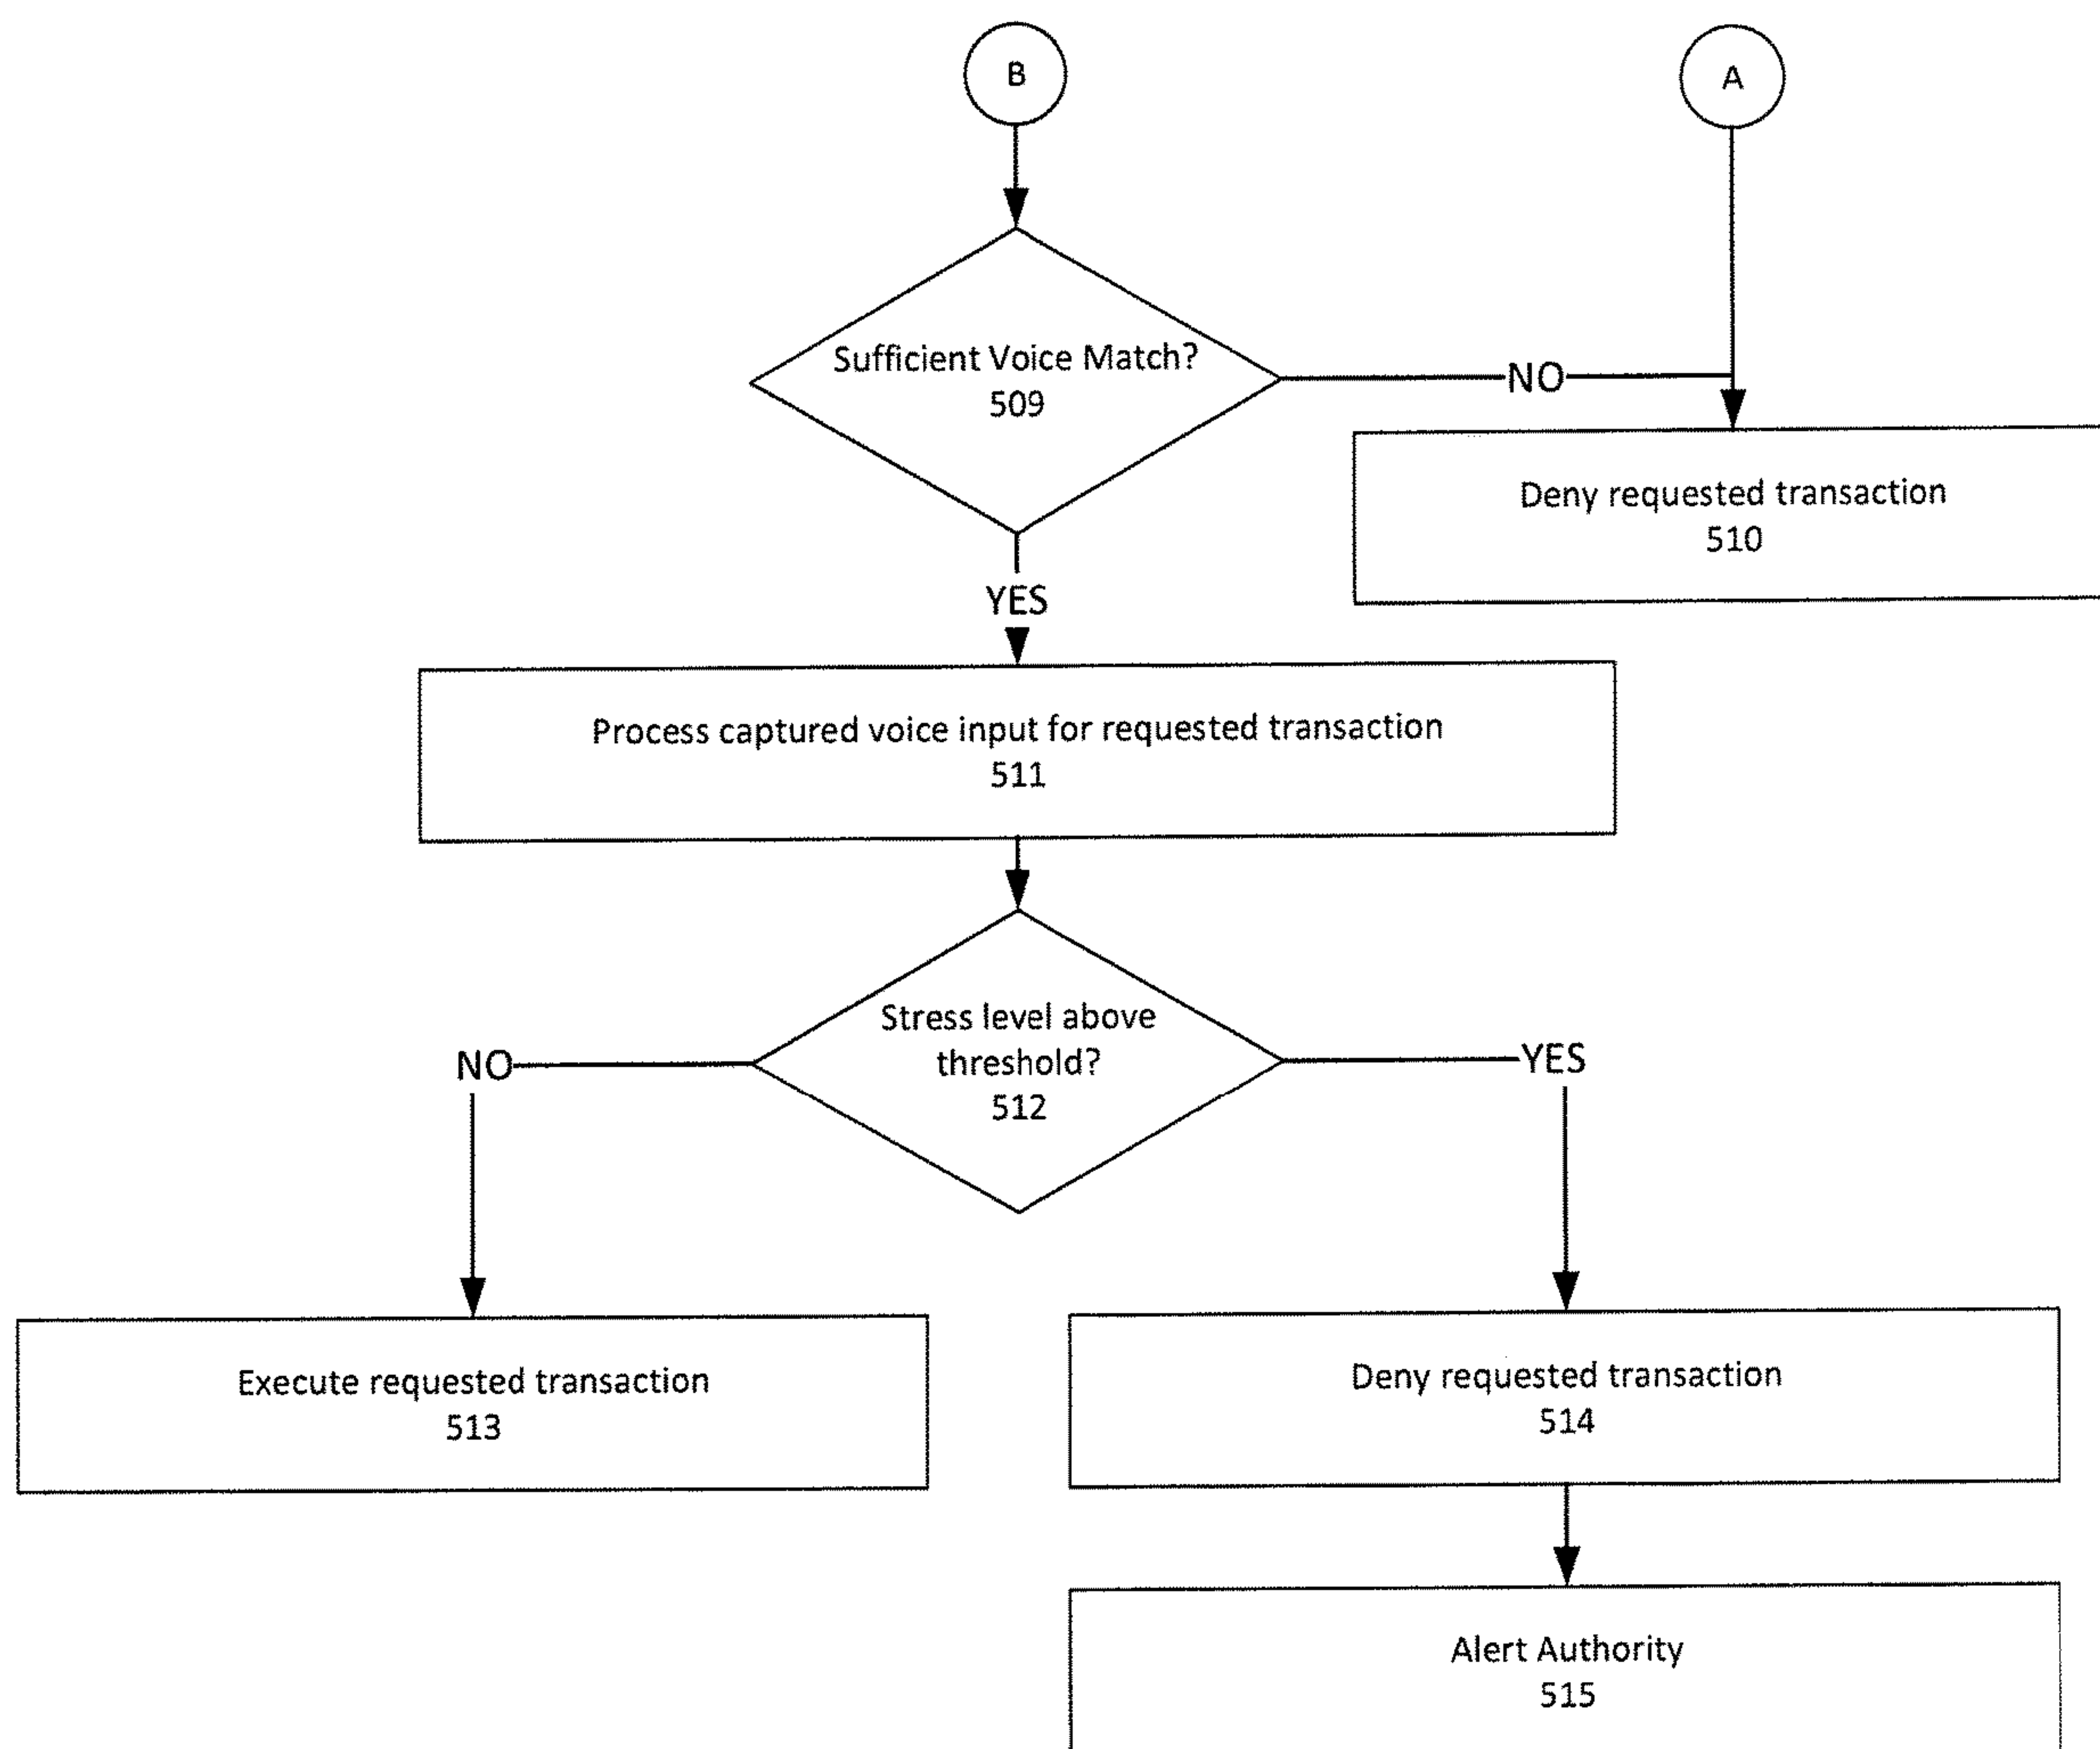 B
A
Sufficient Voice Match?
509
NO
Deny requested transaction
510
YES
Process captured voice input for requested transaction
511
Stress level above
threshold?
512
NO
YES
Execute requested transaction
513
Deny requested transaction
514
Alert Authority
515